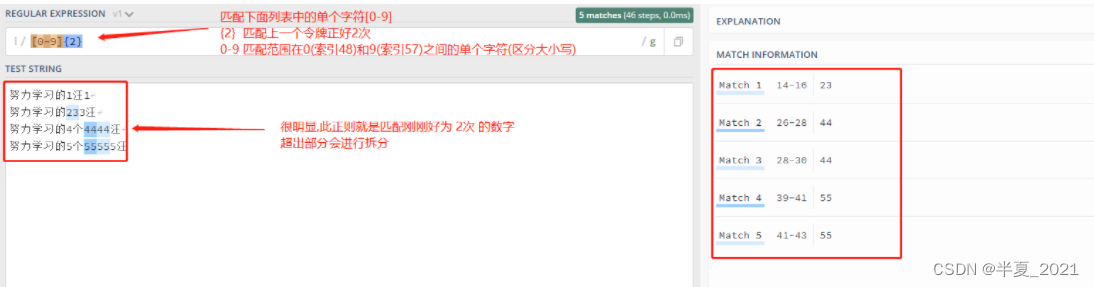 REGULAR EXPRESSION v1
5 matches (46 steps, 0.0ms)
/ [0-9]{2} / g
匹配下面列表中的单个字符[0-9]
{2} 匹配上一个令牌正好2次
0-9 匹配范围在0(索引48)和9(索引57)之间的单个字符(区分大小写)
TEST STRING
努力学习的1汪1
努力学习的233汪
努力学习的4个4444汪
努力学习的5个55555汪
很明显,此正则就是匹配刚刚好为 2次 的数字
超出部分会进行拆分
EXPLANATION
MATCH INFORMATION
Match 1 14-16 23
Match 2 26-28 44
Match 3 28-30 44
Match 4 39-41 55
Match 5 41-43 55
CSDN @半夏_2021